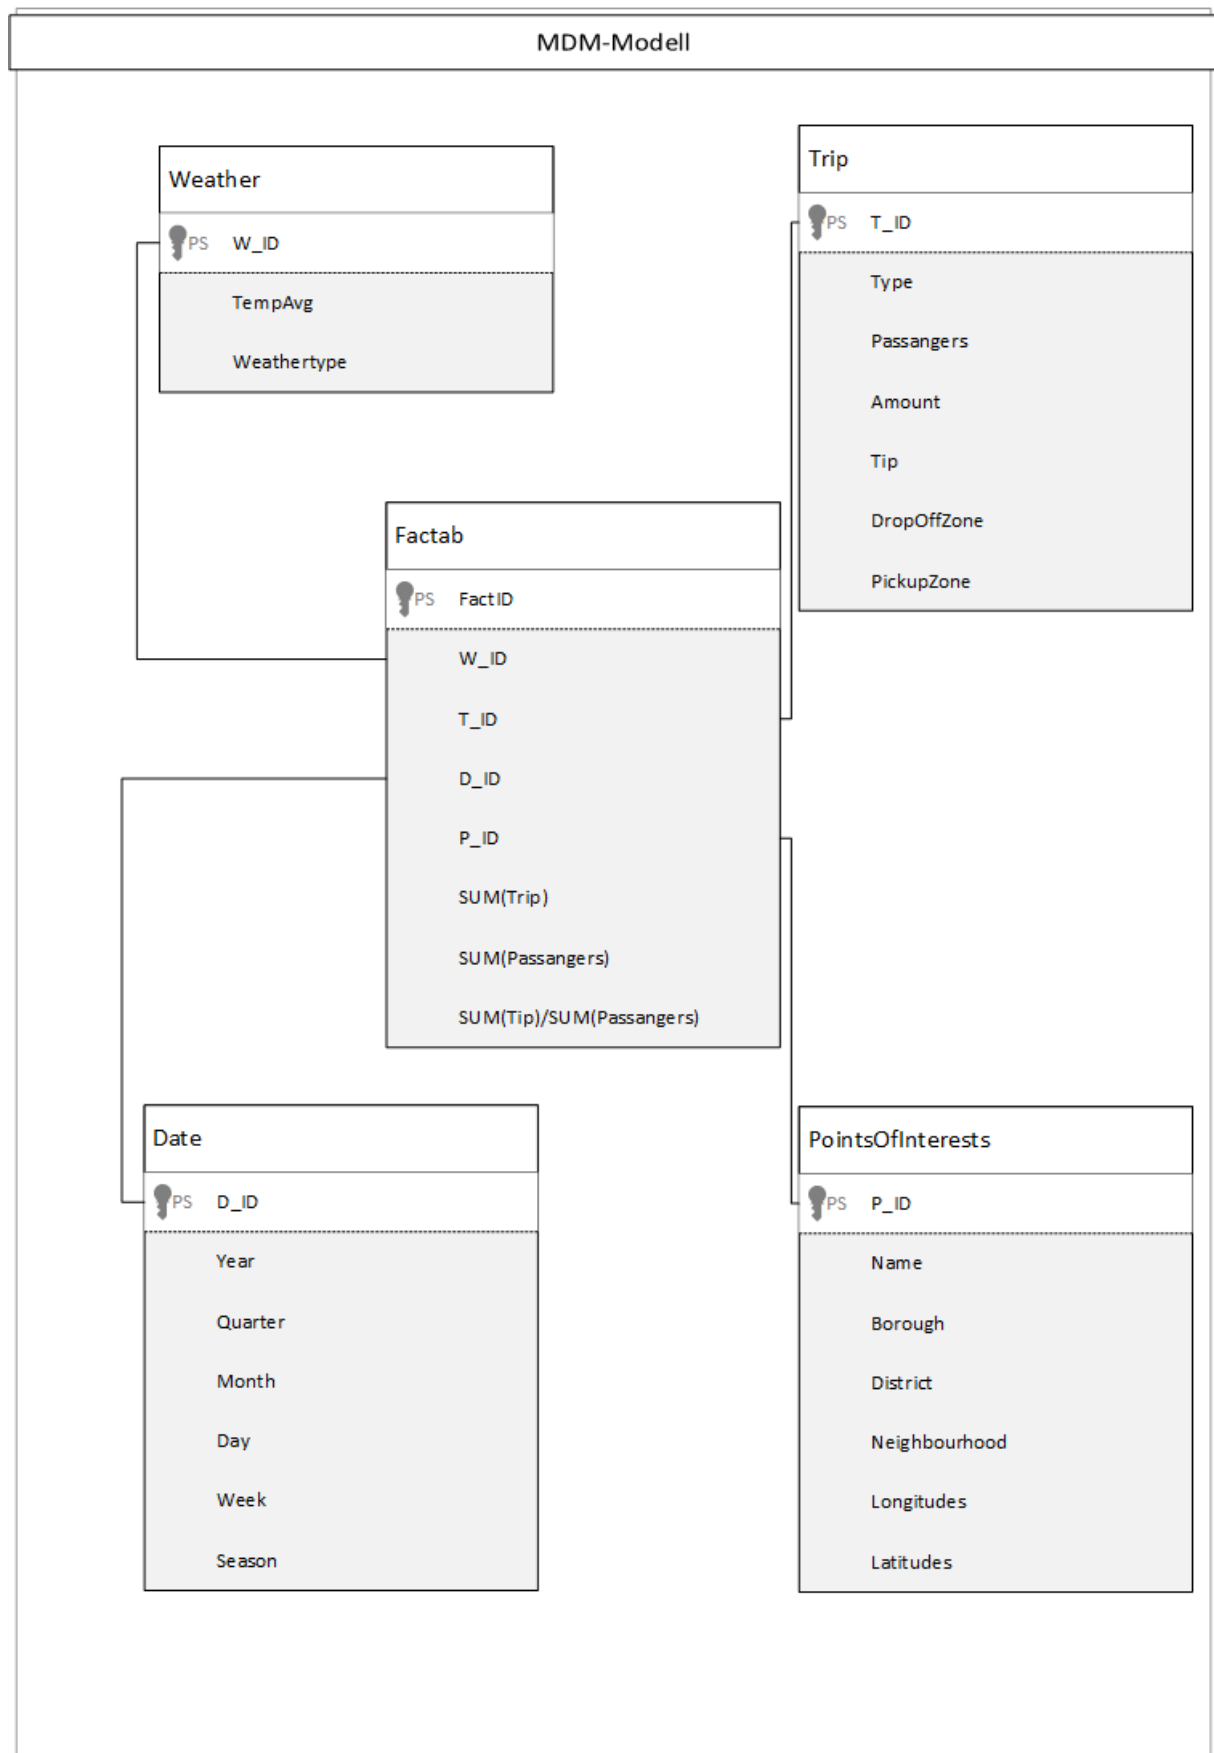 MDM-Modell
Weather
PS W_ID
TempAvg
Weathertype
Trip
PS T_ID
Type
Passangers
Amount
Tip
DropOffZone
PickupZone
Factab
PS FactID
W_ID
T_ID
D_ID
P_ID
SUM(Trip)
SUM(Passangers)
SUM(Tip)/SUM(Passangers)
Date
PS D_ID
Year
Quarter
Month
Day
Week
Season
PointsOfInterests
PS P_ID
Name
Borough
District
Neighbourhood
Longitudes
Latitudes